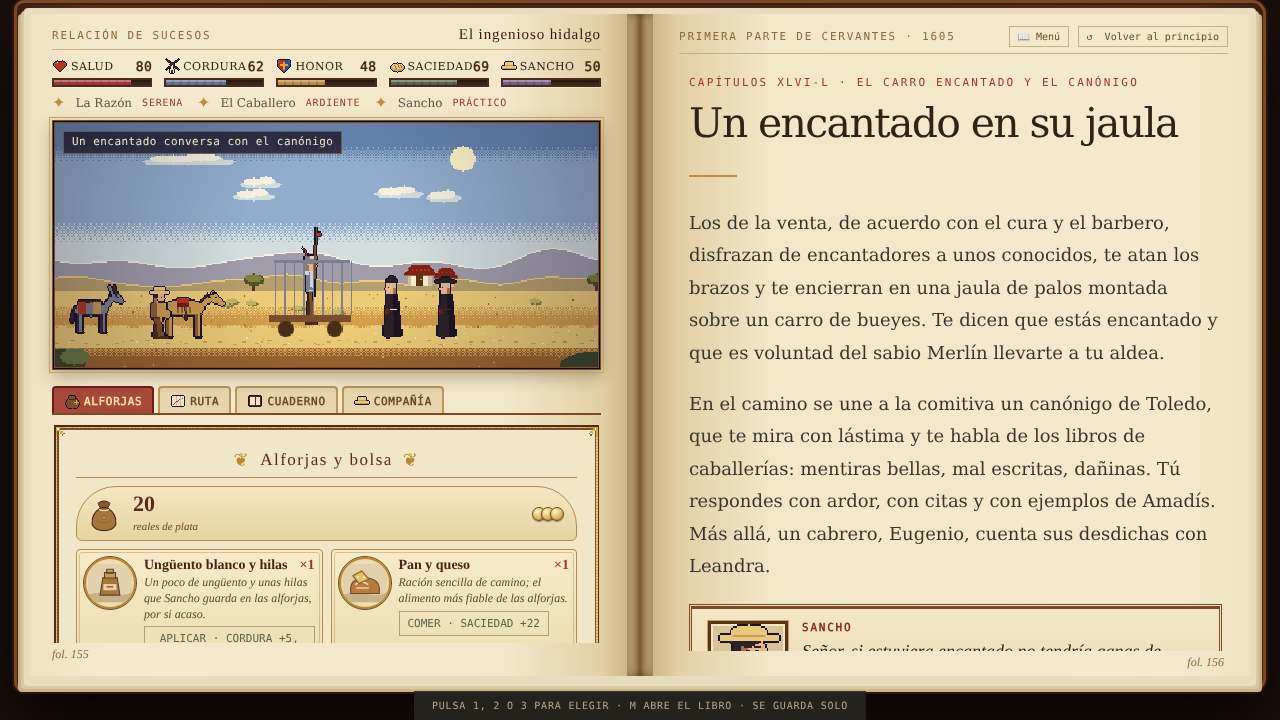 RELACIÓN DE SUCESOS
El ingenioso hidalgo
SALUD 80
CORDURA 62
HONOR 48
SACIEDAD 69
SANCHO 50
La Razón SERENA
El Caballero ARDIENTE
Sancho PRÁCTICO
Un encantado conversa con el canónigo
ALFORJAS
RUTA
CUADERNO
COMPAÑÍA
Alforjas y bolsa
20
reales de plata
Ungüento blanco y hilas ×1
Un poco de ungüento y unas hilas
que Sancho guarda en las alforjas,
por si acaso.
APLICAR · CORDURA +5,
Pan y queso ×1
Ración sencilla de camino; el
alimento más fiable de las alforjas.
COMER · SACIEDAD +22
fol. 155
PRIMERA PARTE DE CERVANTES · 1605
Menú
Volver al principio
CAPÍTULOS XLVI-L · EL CARRO ENCANTADO Y EL CANÓNIGO
Un encantado en su jaula
Los de la venta, de acuerdo con el cura y el barbero,
disfrazan de encantadores a unos conocidos, te atan los
brazos y te encierran en una jaula de palos montada
sobre un carro de bueyes. Te dicen que estás encantado y
que es voluntad del sabio Merlín llevarte a tu aldea.
En el camino se une a la comitiva un canónigo de Toledo,
que te mira con lástima y te habla de los libros de
caballerías: mentiras bellas, mal escritas, dañinas. Tú
respondes con ardor, con citas y con ejemplos de Amadís.
Más allá, un cabrero, Eugenio, cuenta sus desdichas con
Leandra.
SANCHO
Señor, si estuviera encantado no tendría ganas de
fol. 156
PULSA 1, 2 O 3 PARA ELEGIR · M ABRE EL LIBRO · SE GUARDA SOLO